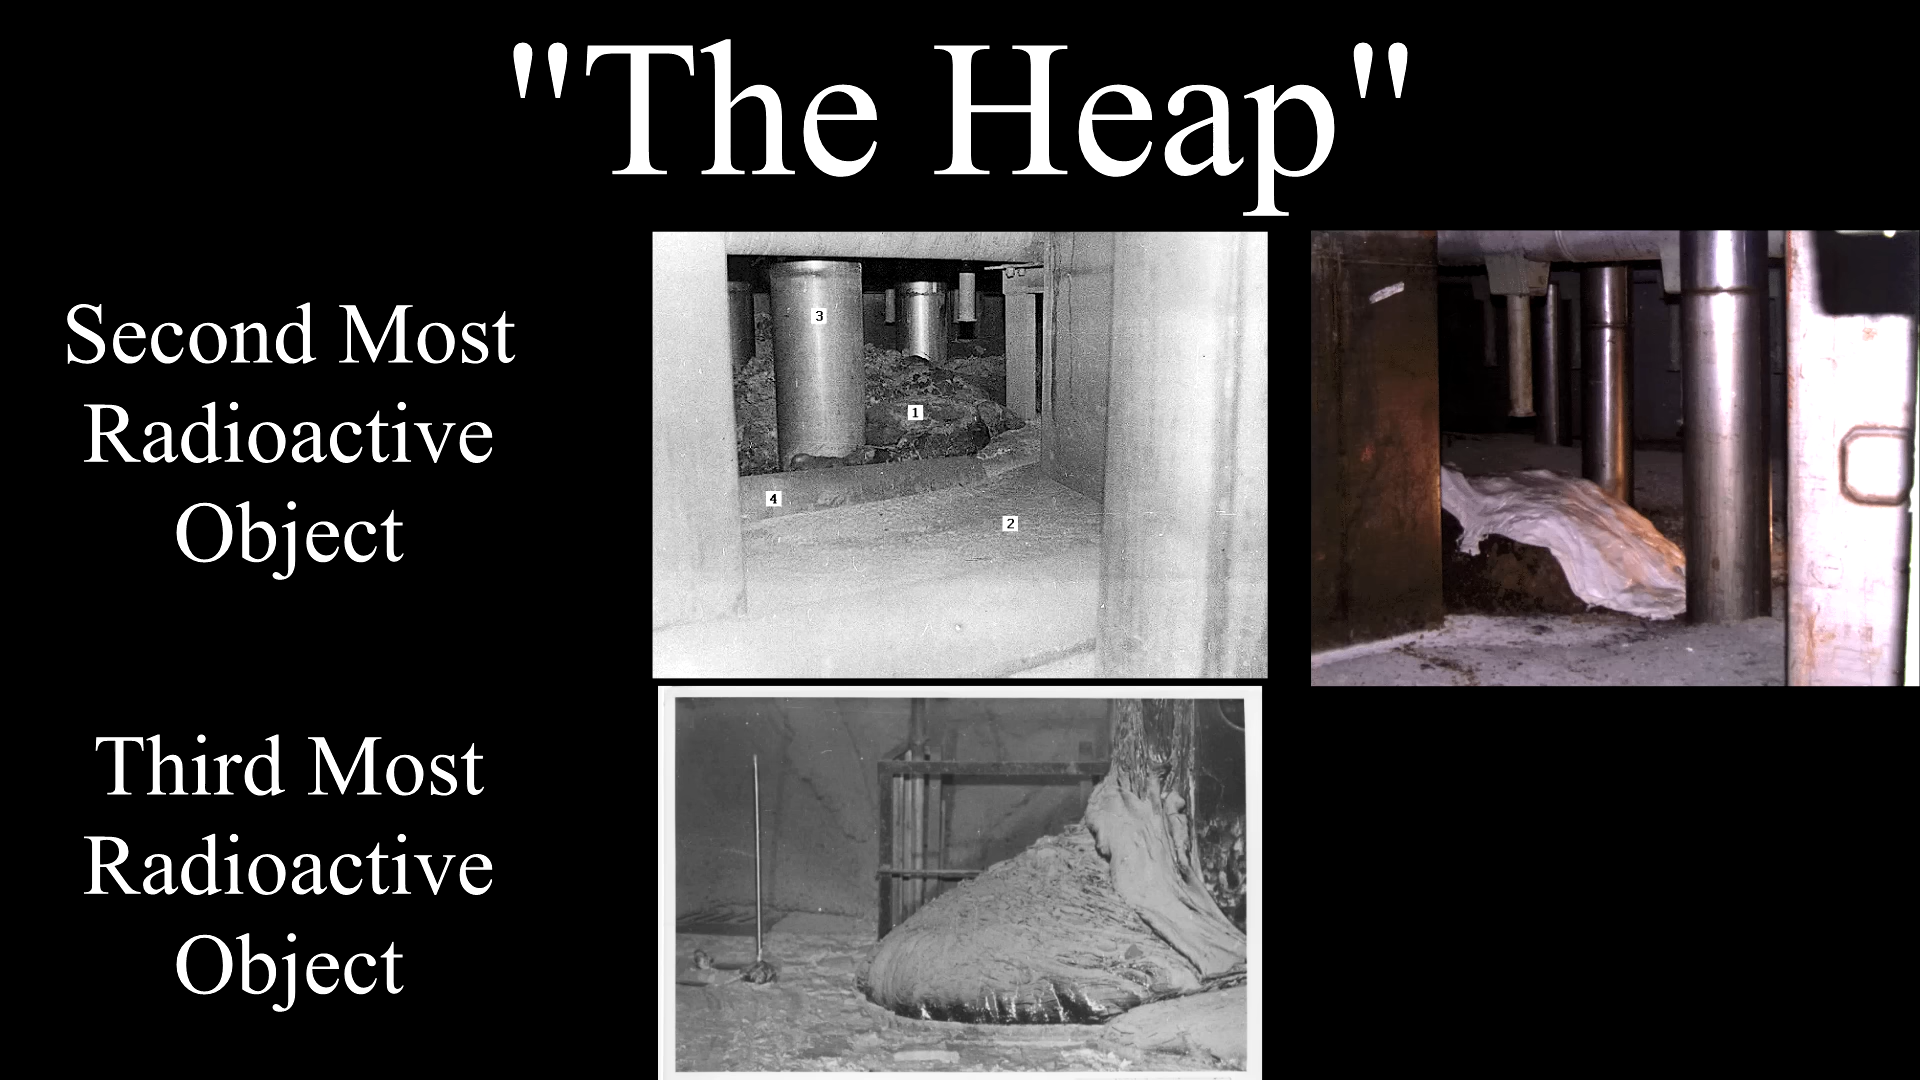 "The Heap"
Second Most
Radioactive
Object
3
1
4
2
Third Most
Radioactive
Object